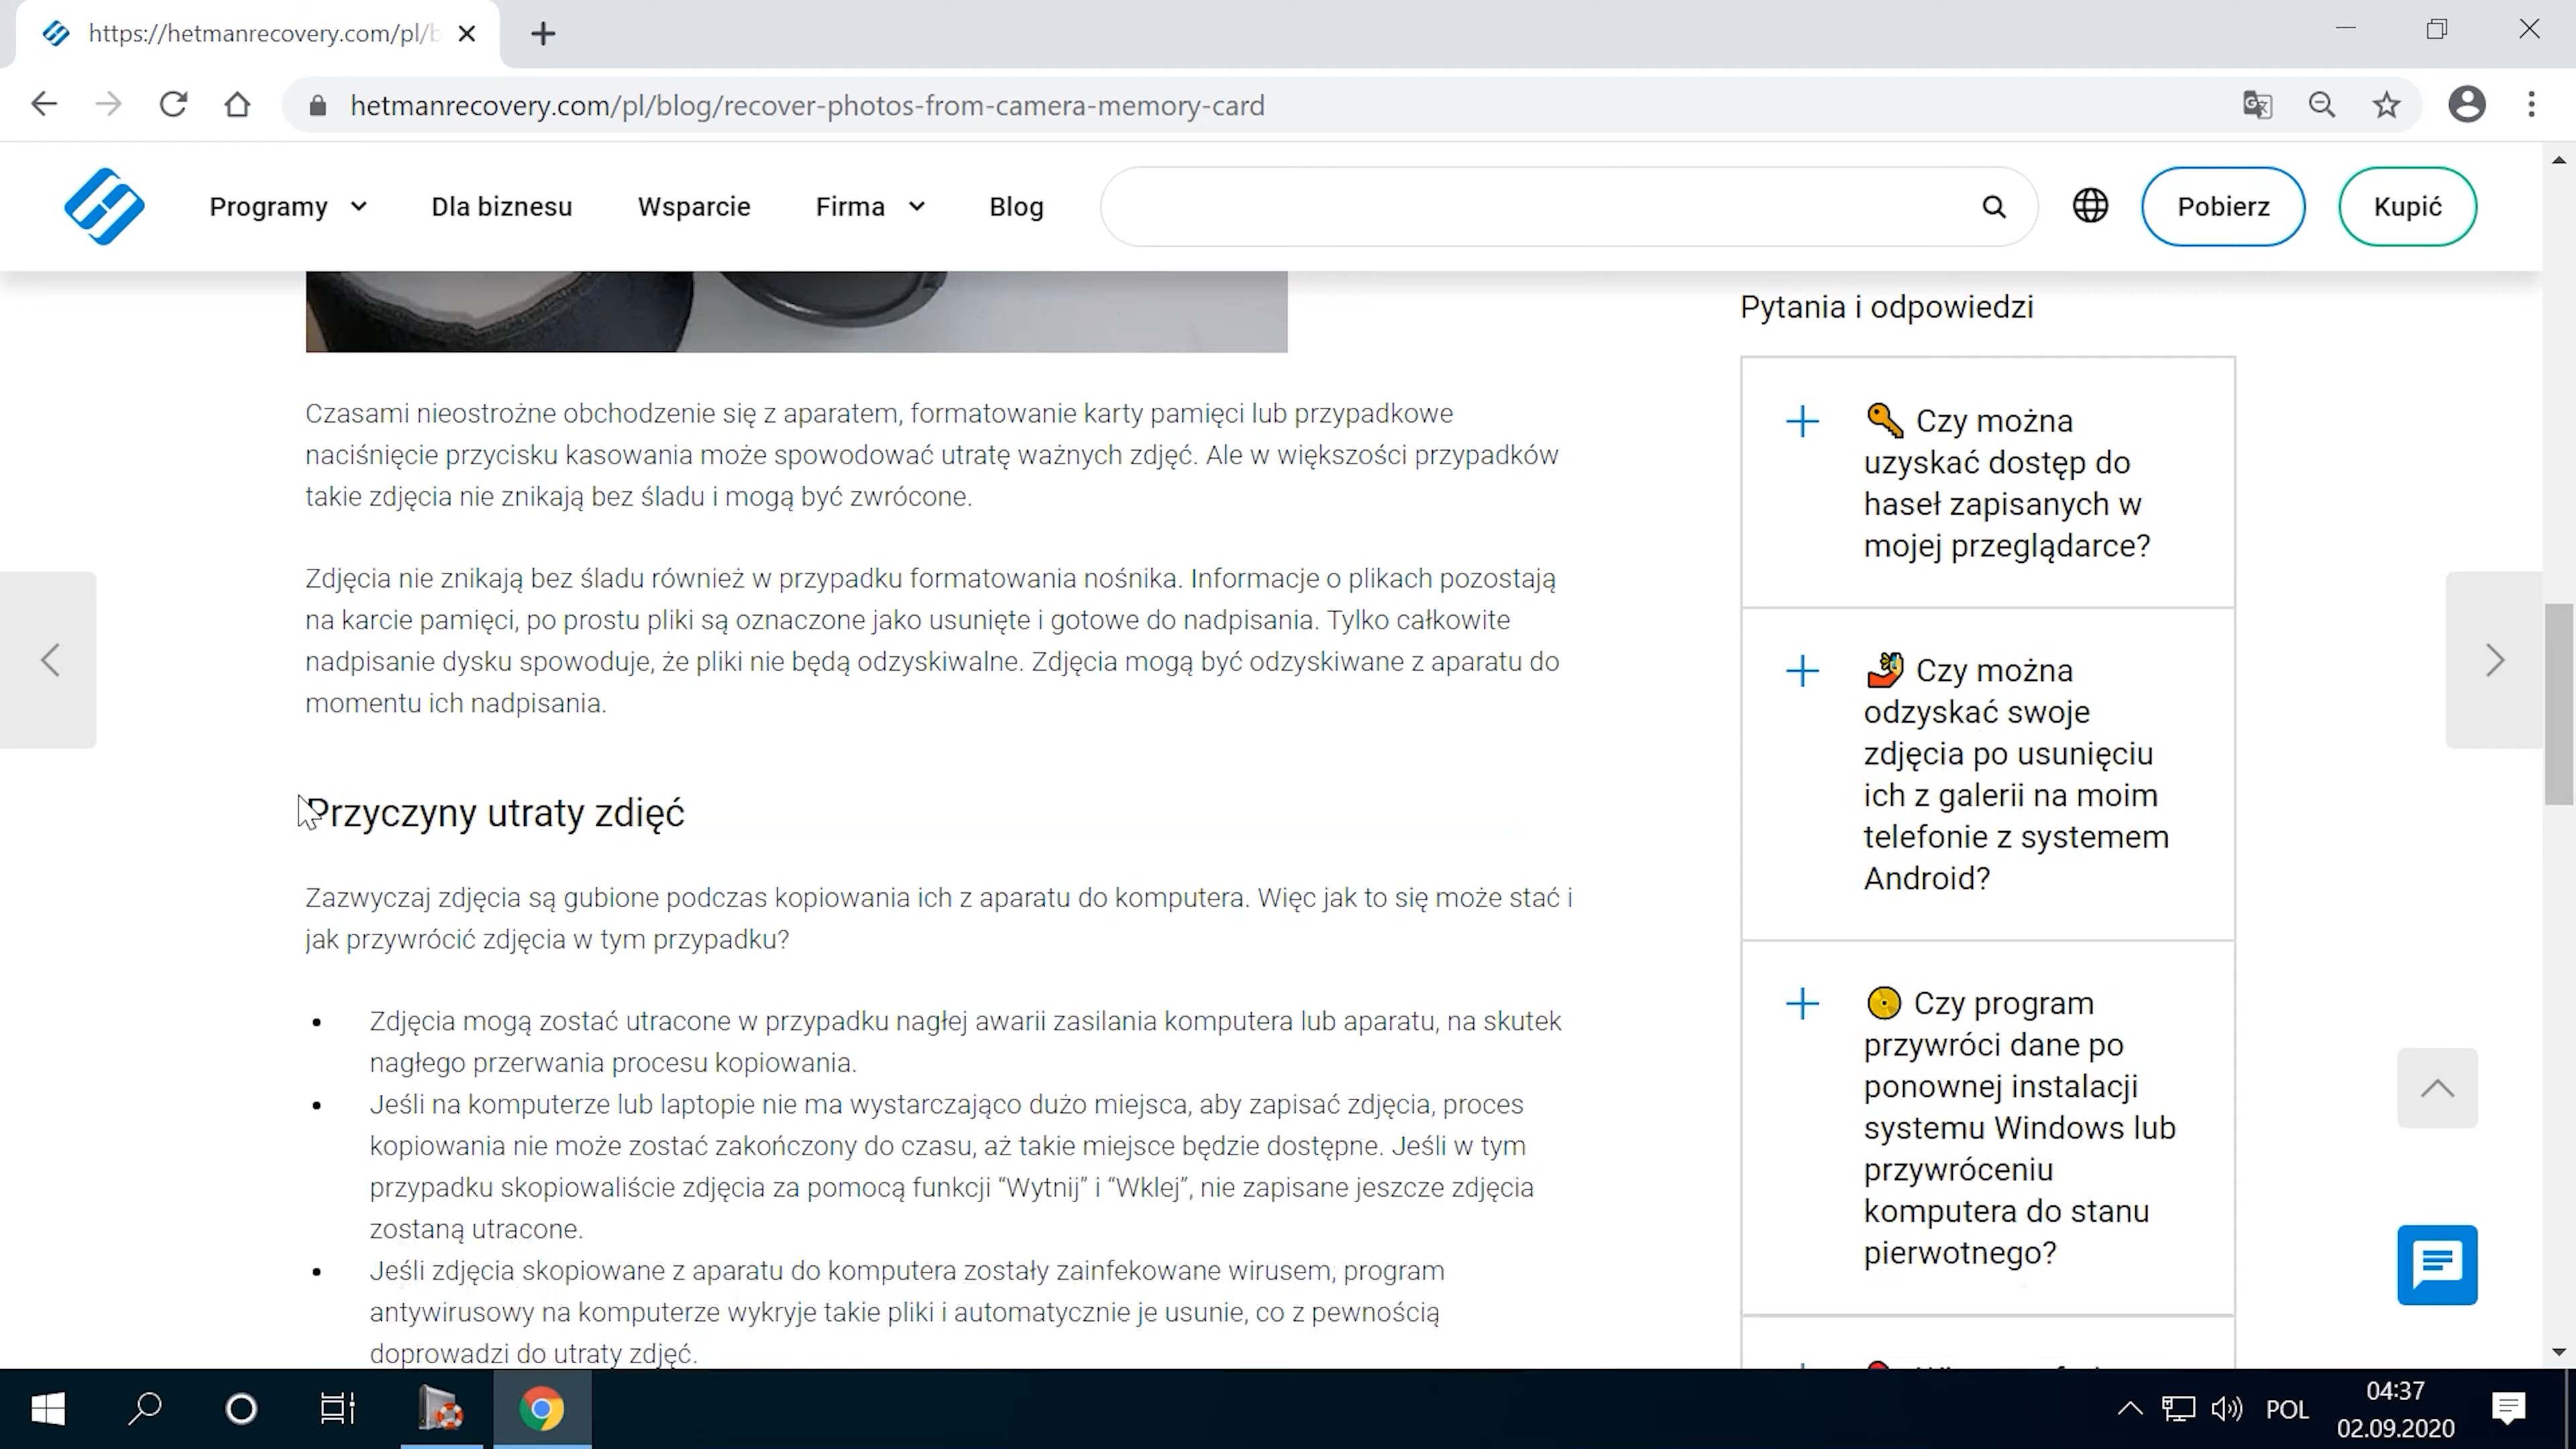 https://hetmanrecovery.com/pl/b
hetmanrecovery.com/pl/blog/recover-photos-from-camera-memory-card
Programy
Dla biznesu
Wsparcie
Firma
Blog
Pobierz
Kupić
Czasami nieostrożne obchodzenie się z aparatem, formatowanie karty pamięci lub przypadkowe
naciśnięcie przycisku kasowania może spowodować utratę ważnych zdjęć. Ale w większości przypadków
takie zdjęcia nie znikają bez śladu i mogą być zwrócone.
Zdjęcia nie znikają bez śladu również w przypadku formatowania nośnika. Informacje o plikach pozostają
na karcie pamięci, po prostu pliki są oznaczone jako usunięte i gotowe do nadpisania. Tylko całkowite
nadpisanie dysku spowoduje, że pliki nie będą odzyskiwalne. Zdjęcia mogą być odzyskiwane z aparatu do
momentu ich nadpisania.
Przyczyny utraty zdięć
Zazwyczaj zdjęcia są gubione podczas kopiowania ich z aparatu do komputera. Więc jak to się może stać i
jak przywrócić zdjęcia w tym przypadku?
• Zdjęcia mogą zostać utracone w przypadku nagłej awarii zasilania komputera lub aparatu, na skutek
nagłego przerwania procesu kopiowania.
• Jeśli na komputerze lub laptopie nie ma wystarczająco dużo miejsca, aby zapisać zdjęcia, proces
kopiowania nie może zostać zakończony do czasu, aż takie miejsce będzie dostępne. Jeśli w tym
przypadku skopiowaliście zdjęcia za pomocą funkcji “Wytnij” i “Wklej”, nie zapisane jeszcze zdjęcia
zostaną utracone.
• Jeśli zdjęcia skopiowane z aparatu do komputera zostały zainfekowane wirusem, program
antywirusowy na komputerze wykryje takie pliki i automatycznie je usunie, co z pewnością
doprowadzi do utraty zdjęć.
Pytania i odpowiedzi
Czy można
uzyskać dostęp do
haseł zapisanych w
mojej przeglądarce?
Czy można
odzyskać swoje
zdjęcia po usunięciu
ich z galerii na moim
telefonie z systemem
Android?
Czy program
przywróci dane po
ponownej instalacji
systemu Windows lub
przywróceniu
komputera do stanu
pierwotnego?
POL
04:37
02.09.2020